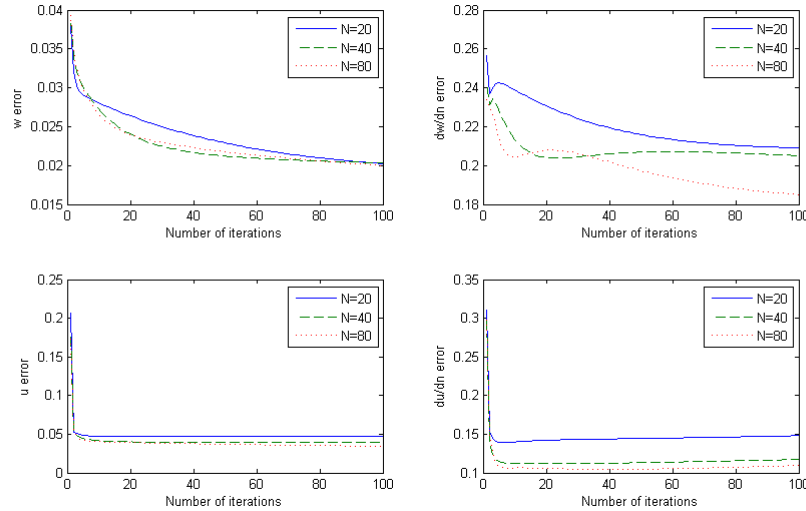 0.04
0.035
0.03
0.025
0.02
0.015
0 20 40 60 80 100
w error
Number of iterations
N=20
N=40
N=80
0.28
0.26
0.24
0.22
0.2
0.18
0 20 40 60 80 100
dw/dn error
Number of iterations
N=20
N=40
N=80
0.25
0.2
0.15
0.1
0.05
0
0 20 40 60 80 100
u error
Number of iterations
N=20
N=40
N=80
0.35
0.3
0.25
0.2
0.15
0.1
0 20 40 60 80 100
du/dn error
Number of iterations
N=20
N=40
N=80